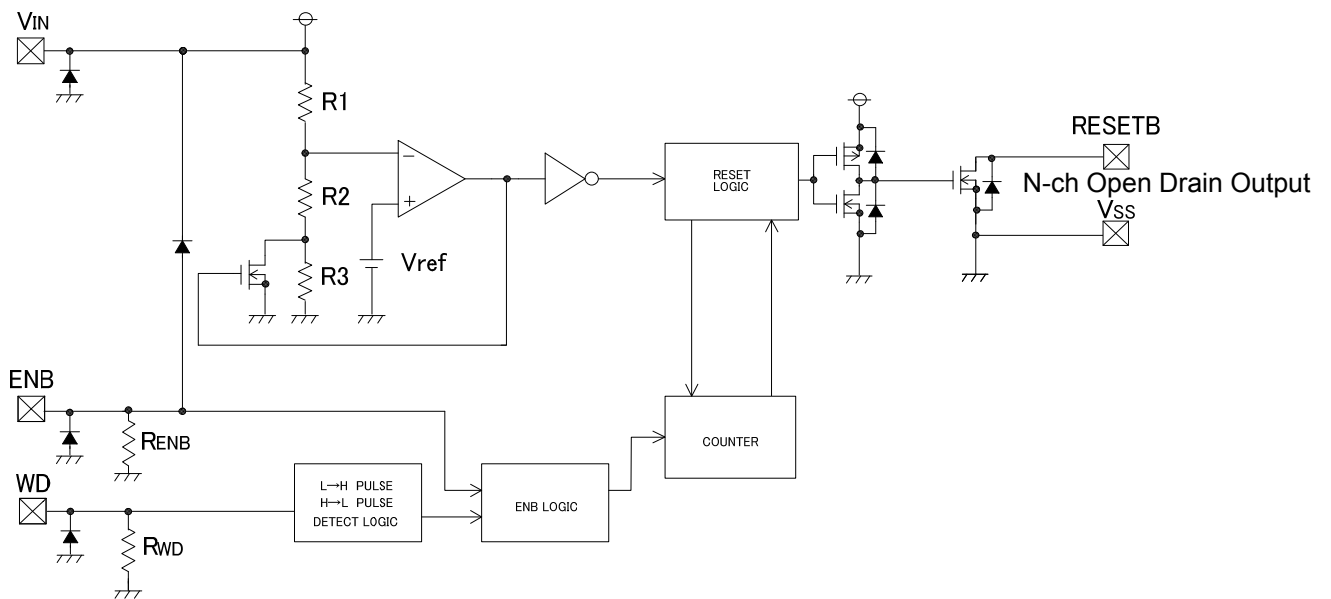 VIN
R1
R2
R3
−
+
Vref
RESET
LOGIC
RESETB
N-ch Open Drain Output
VSS
ENB
RENB
COUNTER
WD
RWD
L→H PULSE
H→L PULSE
DETECT LOGIC
ENB LOGIC